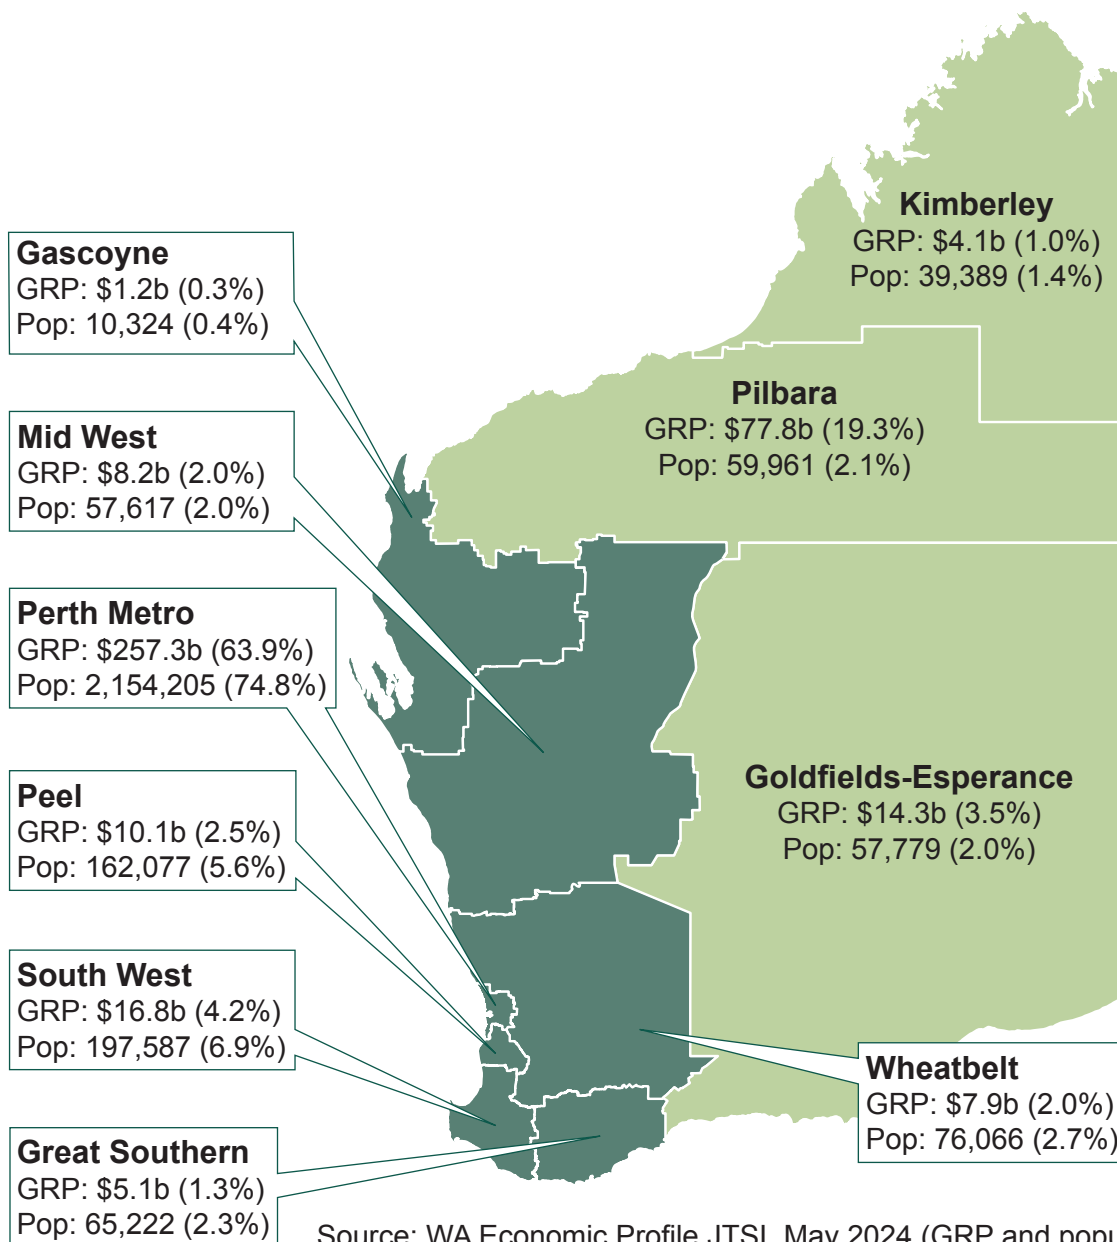 Kimberley
GRP: $4.1b (1.0%)
Pop: 39,389 (1.4%)
Gascoyne
GRP: $1.2b (0.3%)
Pop: 10,324 (0.4%)
Pilbara
GRP: $77.8b (19.3%)
Pop: 59,961 (2.1%)
Mid West
GRP: $8.2b (2.0%)
Pop: 57,617 (2.0%)
Perth Metro
GRP: $257.3b (63.9%)
Pop: 2,154,205 (74.8%)
Goldfields-Esperance
GRP: $14.3b (3.5%)
Pop: 57,779 (2.0%)
Peel
GRP: $10.1b (2.5%)
Pop: 162,077 (5.6%)
South West
GRP: $16.8b (4.2%)
Pop: 197,587 (6.9%)
Wheatbelt
GRP: $7.9b (2.0%)
Pop: 76,066 (2.7%)
Great Southern
GRP: $5.1b (1.3%)
Pop: 65,222 (2.3%)
Source: WA Economic Profile JTSI, May 2024 (GRP and